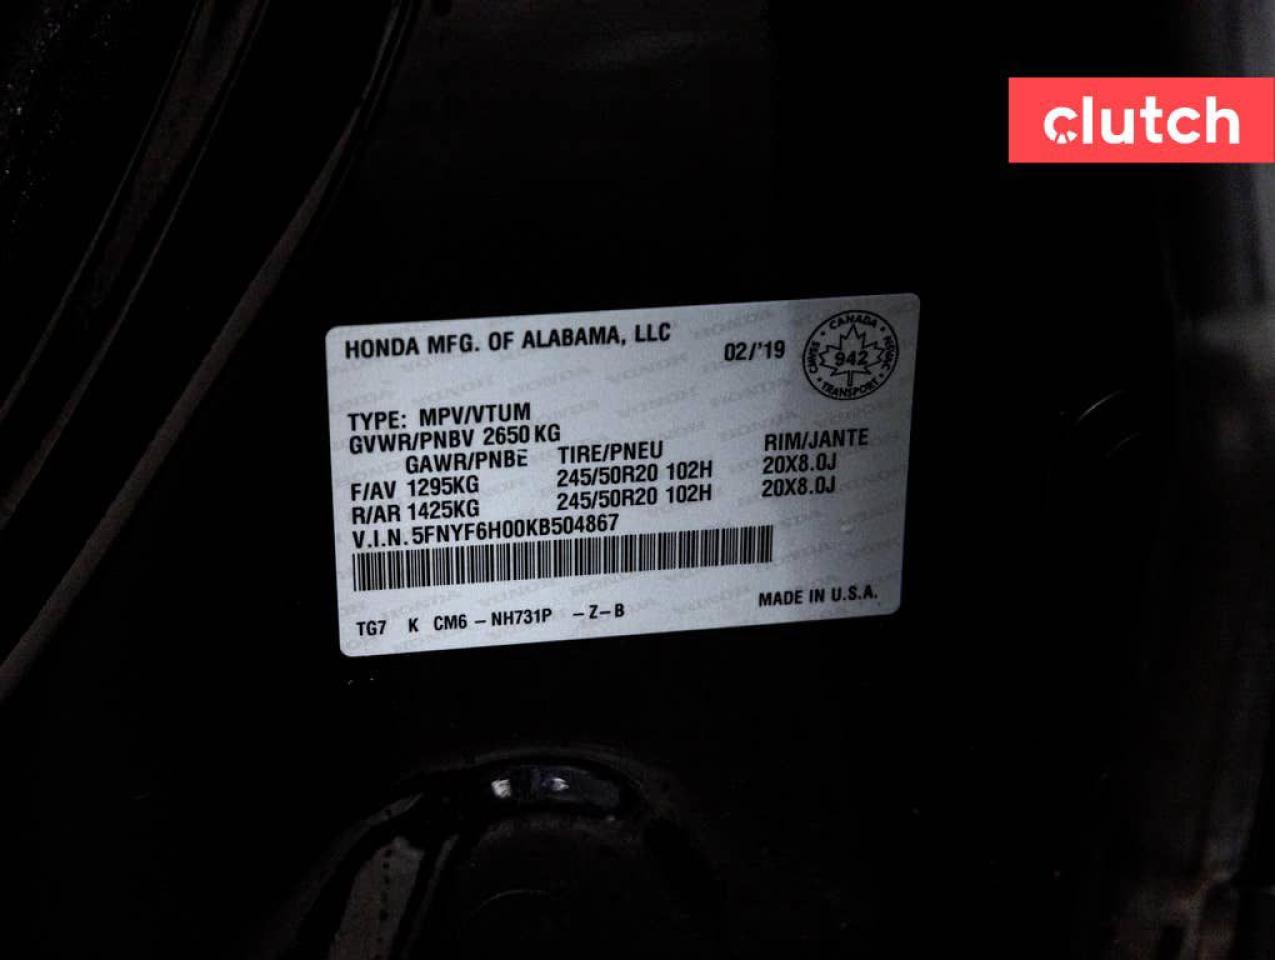 clutch
HONDA MFG. OF ALABAMA, LLC
02/'19
CANADA
942
TRANSPORT
TYPE: MPV/VTUM
GVWR/PNBV 2650 KG
GAWR/PNBE TIRE/PNEU RIM/JANTE
F/AV 1295KG 245/50R20 102H 20X8.0J
R/AR 1425KG 245/50R20 102H 20X8.0J
V.I.N. 5FNYF6H00KB504867
TG7 K CM6 – NH731P – Z – B
MADE IN U.S.A.